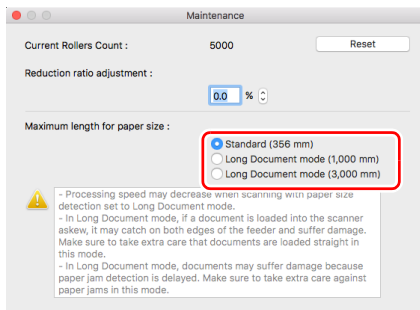 Maintenance
Current Rollers Count : 5000 Reset
Reduction ratio adjustment :
0.0 %
Maximum length for paper size :
Standard (356 mm)
Long Document mode (1,000 mm)
Long Document mode (3,000 mm)
- Processing speed may decrease when scanning with paper size
detection set to Long Document mode.
- In Long Document mode, if a document is loaded into the scanner
askew, it may catch on both edges of the feeder and suffer damage.
Make sure to take extra care that documents are loaded straight in
this mode.
- In Long Document mode, documents may suffer damage because
paper jam detection is delayed. Make sure to take extra care against
paper jams in this mode.